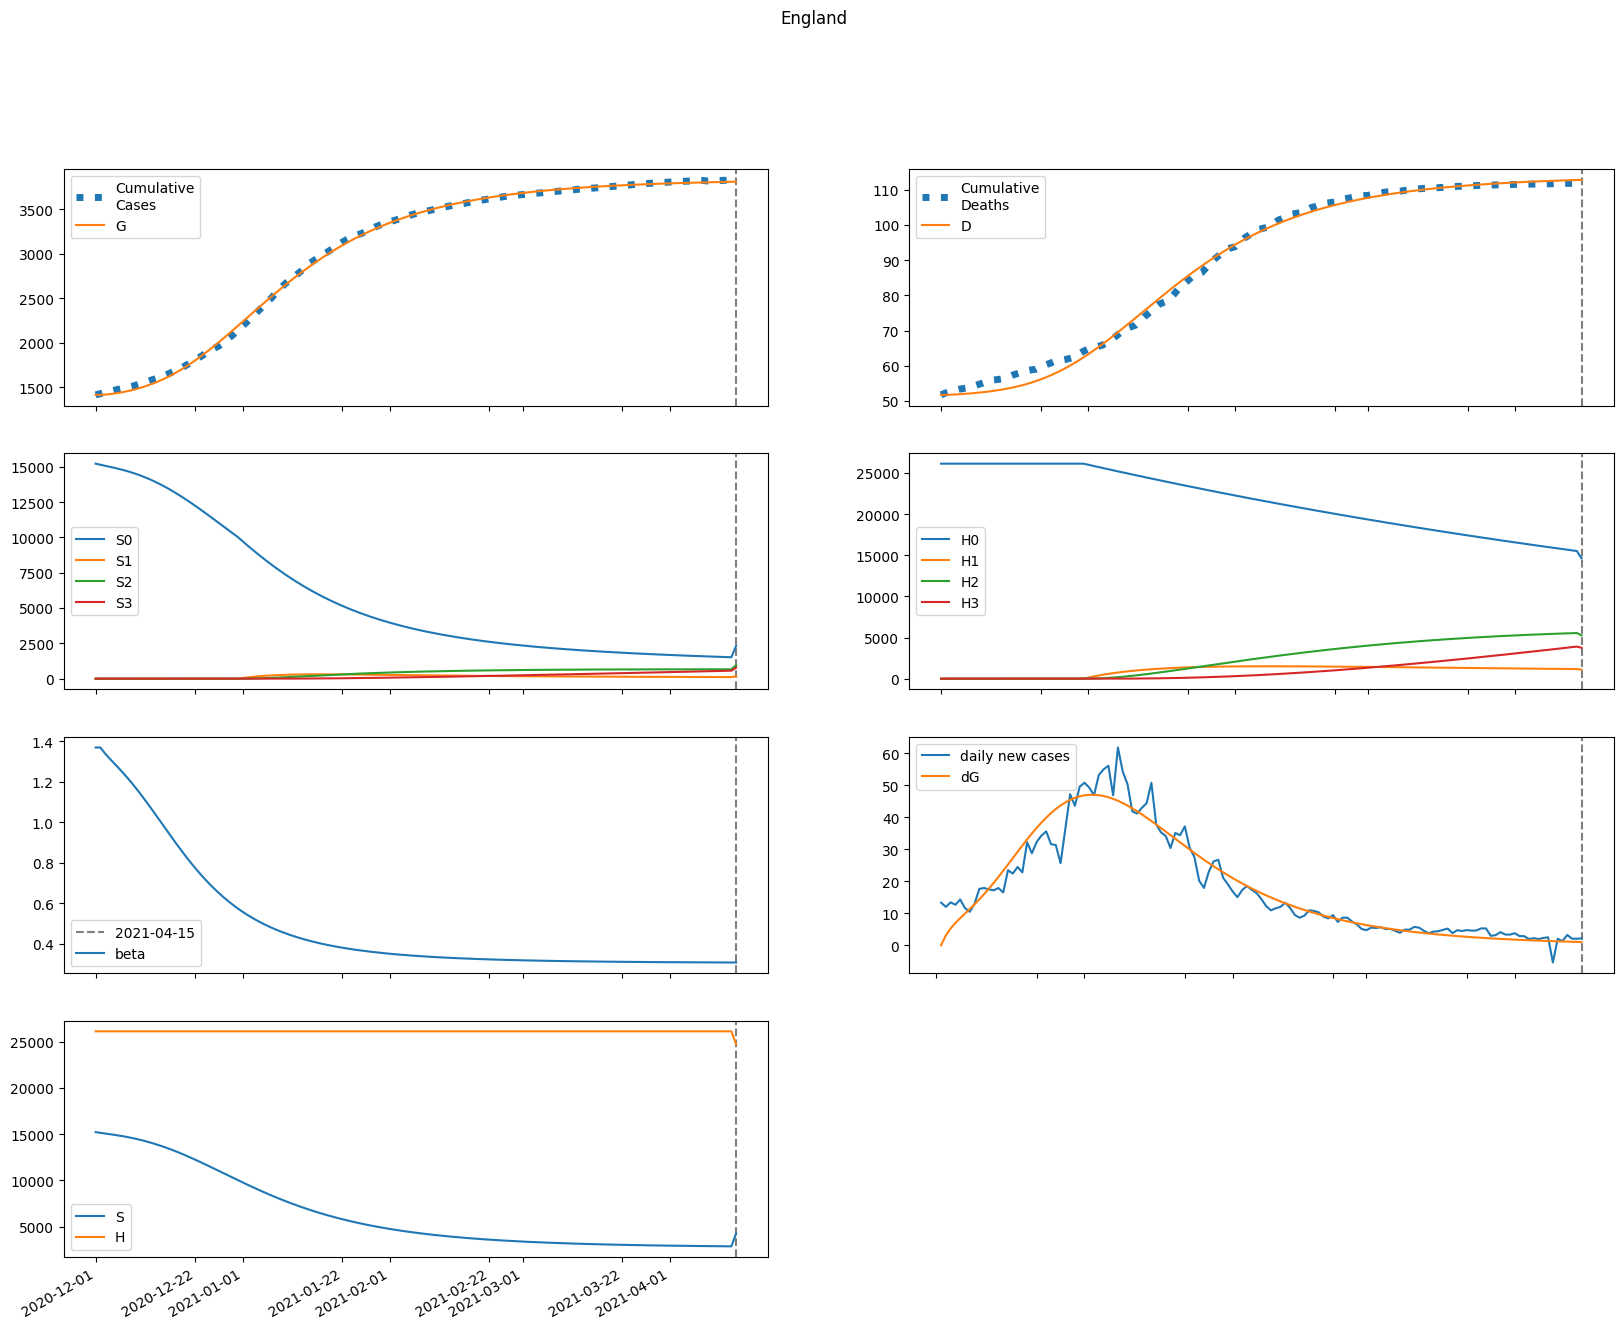 England
Cumulative
Cases
G
3500
3000
2500
2000
1500
Cumulative
Deaths
D
110
100
90
80
70
60
50
15000
12500
10000
7500
5000
2500
0
S0
S1
S2
S3
25000
20000
15000
10000
5000
0
H0
H1
H2
H3
1.4
1.2
1.0
0.8
0.6
0.4
2021-04-15
beta
60
50
40
30
20
10
0
daily new cases
dG
25000
20000
15000
10000
5000
S
H
2020-12-01
2020-12-22
2021-01-01
2021-01-22
2021-02-01
2021-02-22
2021-03-01
2021-03-22
2021-04-01